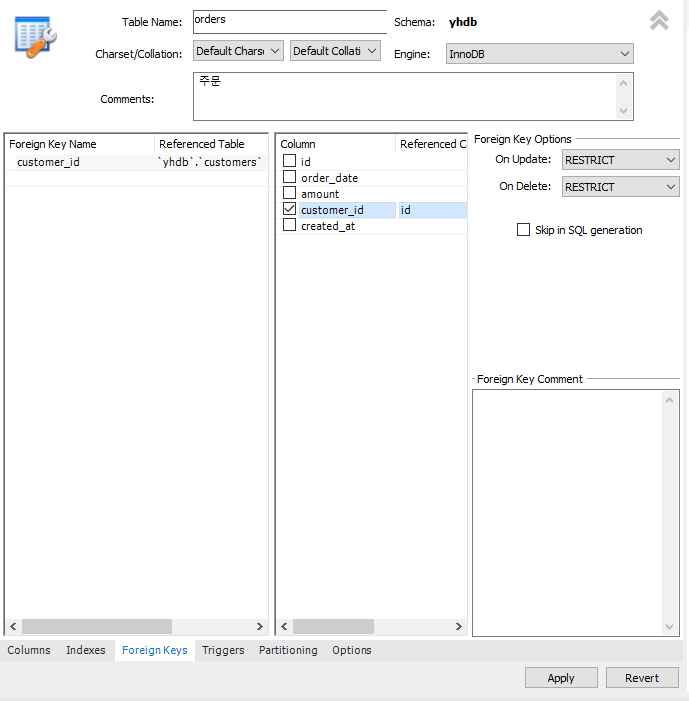 Table Name: orders Schema: yhdb
Charset/Collation: Default Charse Default Collati Engine: InnoDB
Comments: 주문
Foreign Key Name Referenced Table
customer_id `yhdb`.`customers`
Column Referenced C
id
order_date
amount
customer_id id
created_at
Foreign Key Options
On Update: RESTRICT
On Delete: RESTRICT
Skip in SQL generation
Foreign Key Comment
Columns Indexes Foreign Keys Triggers Partitioning Options
Apply Revert